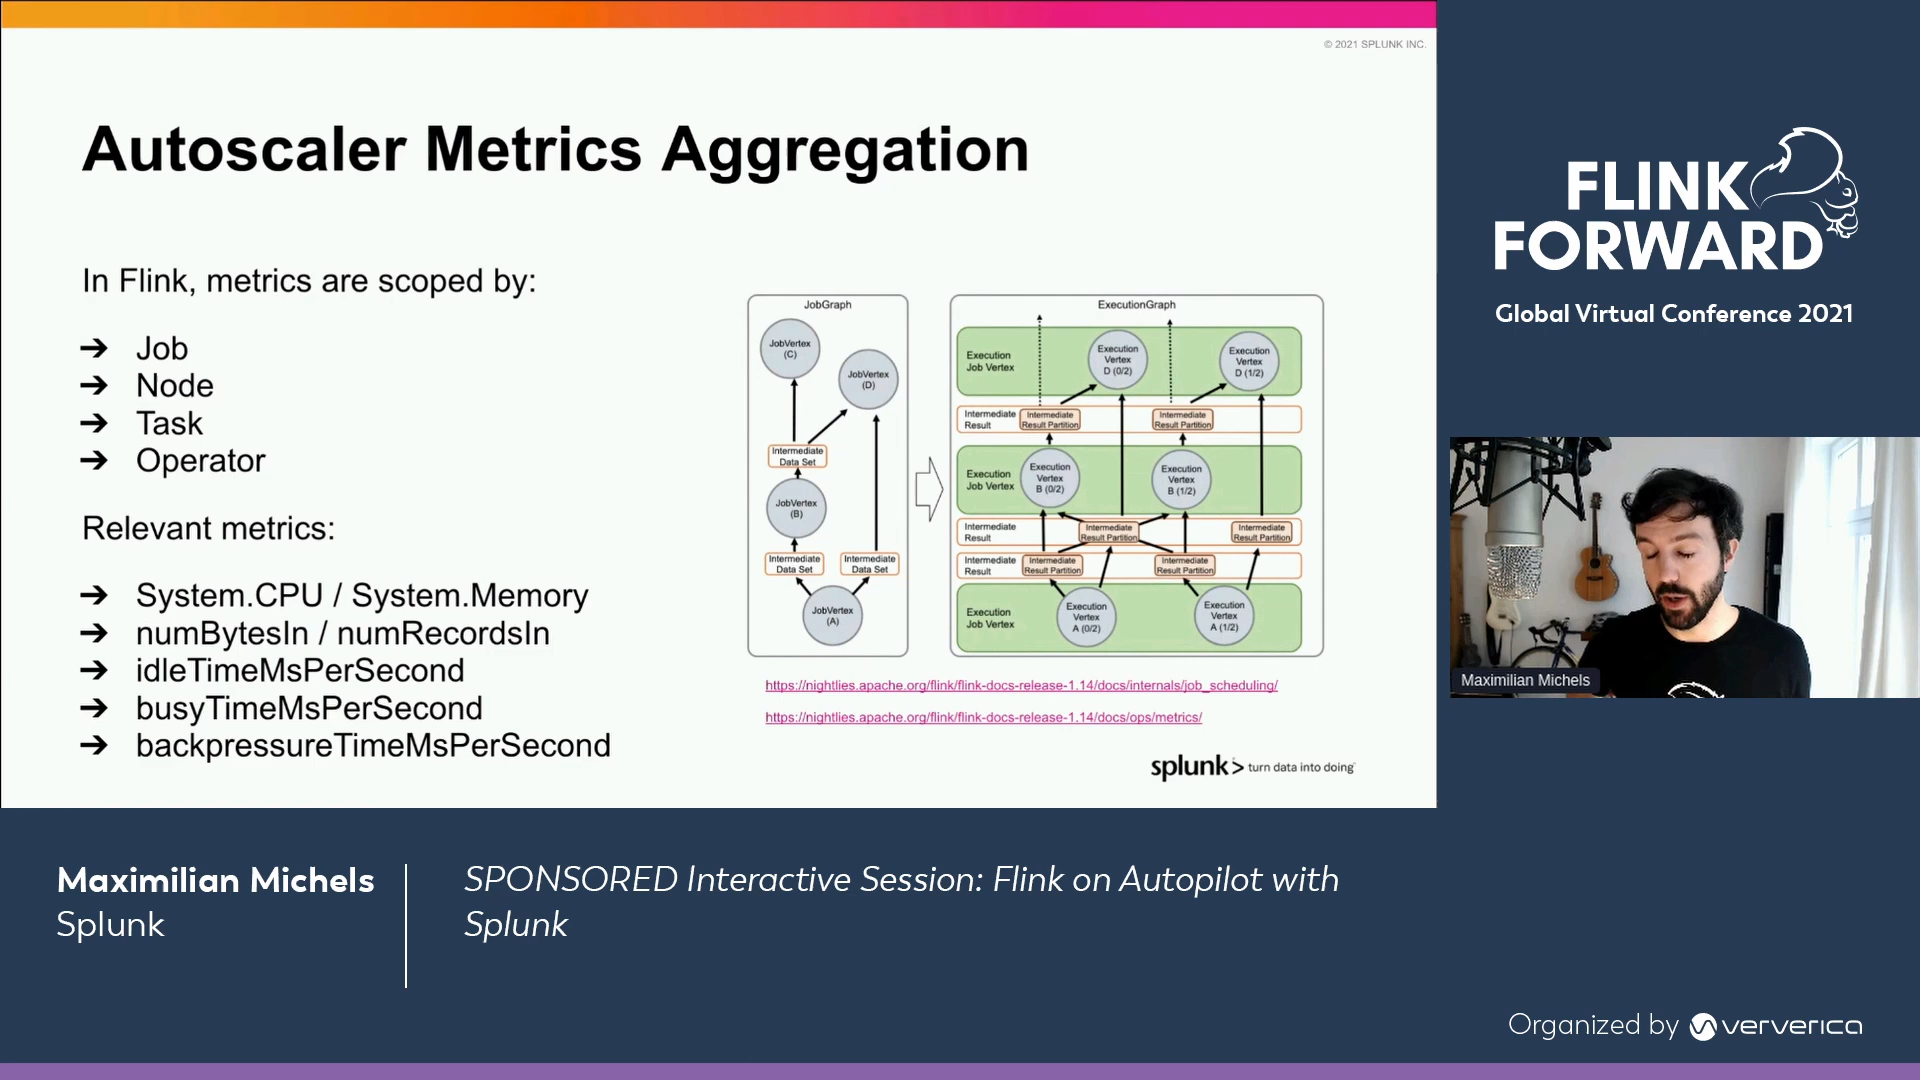 © 2021 SPLUNK INC.
Autoscaler Metrics Aggregation
In Flink, metrics are scoped by:
➔ Job
➔ Node
➔ Task
➔ Operator
Relevant metrics:
➔ System.CPU / System.Memory
➔ numBytesIn / numRecordsIn
➔ idleTimeMsPerSecond
➔ busyTimeMsPerSecond
➔ backpressureTimeMsPerSecond
JobGraph
JobVertex
(C)
JobVertex
(D)
Intermediate
Data Set
JobVertex
(B)
Intermediate
Data Set
Intermediate
Data Set
JobVertex
(A)
ExecutionGraph
Execution
Job Vertex
Execution
Vertex
D (0/2)
Execution
Vertex
D (1/2)
Intermediate
Result
Intermediate
Result Partition
Intermediate
Result Partition
Execution
Job Vertex
Execution
Vertex
B (0/2)
Execution
Vertex
B (1/2)
Intermediate
Result
Intermediate
Result Partition
Intermediate
Result Partition
Intermediate
Result
Intermediate
Result Partition
Intermediate
Result Partition
Execution
Job Vertex
Execution
Vertex
A (0/2)
Execution
Vertex
A (1/2)
https://nightlies.apache.org/flink/flink-docs-release-1.14/docs/internals/job_scheduling/
https://nightlies.apache.org/flink/flink-docs-release-1.14/docs/ops/metrics/
splunk> turn data into doing
FLINK
FORWARD
Global Virtual Conference 2021
Maximilian Michels
Maximilian Michels
Splunk
SPONSORED Interactive Session: Flink on Autopilot with
Splunk
Organized by ververica